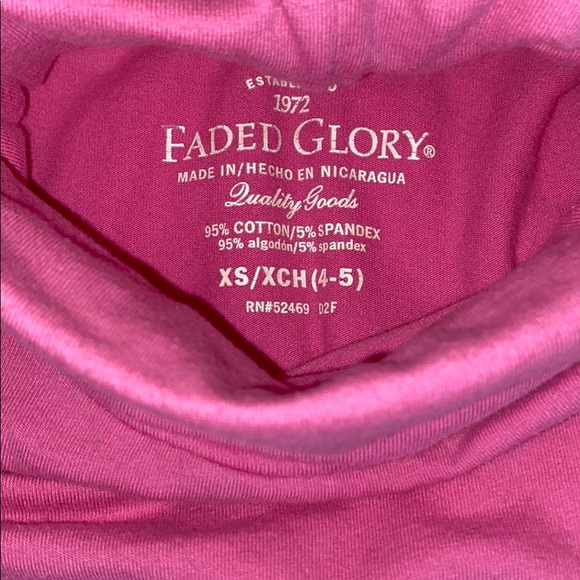 1972
FADED GLORY®
MADE IN/HECHO EN NICARAGUA
Quality Goods
95% COTTON/5% SPANDEX
95% algodón/5% spandex
XS/XCH (4-5)
RN#52469 02F